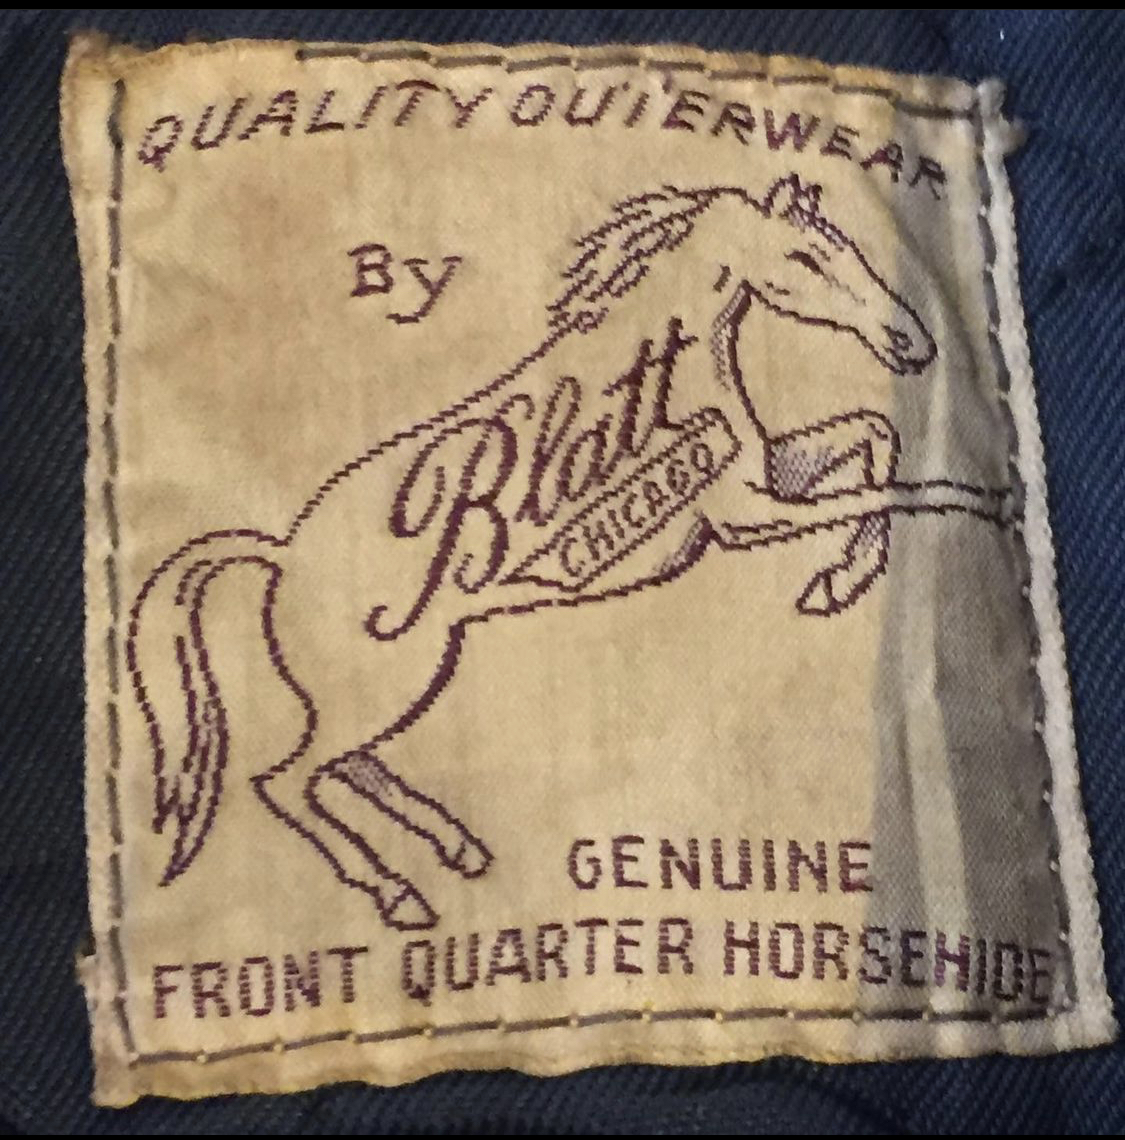 QUALITY OUTERWEAR
By
Blatt
CHICAGO
GENUINE
FRONT QUARTER HORSEHIDE